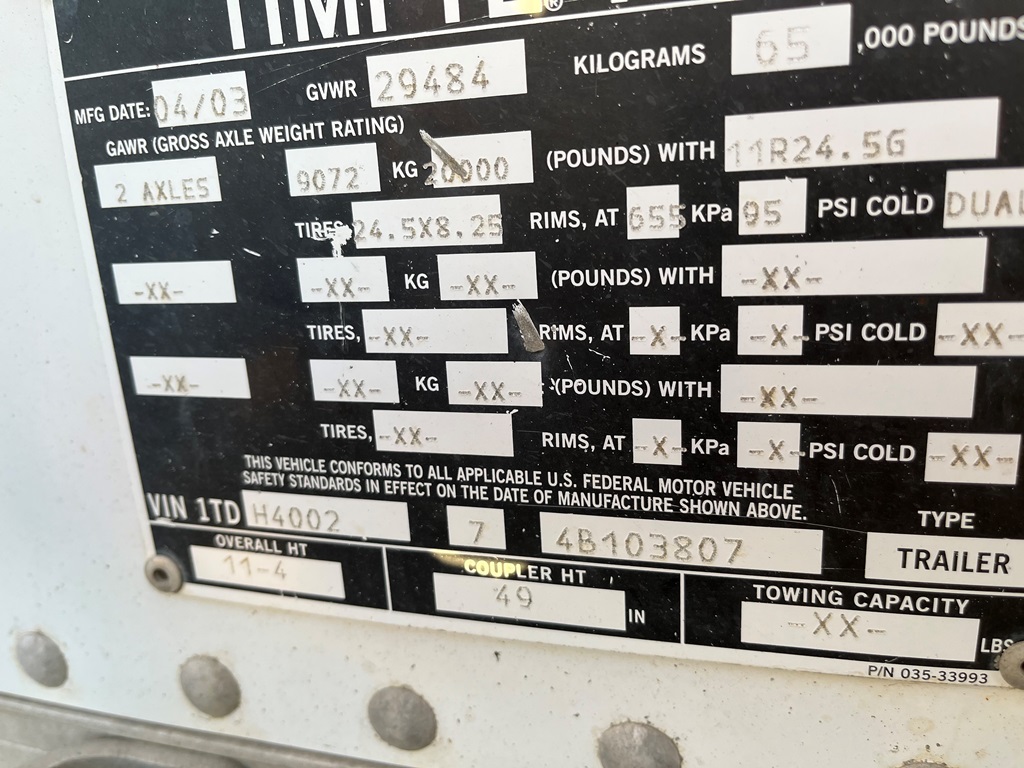 MFG DATE: 04/03 GVWR 29484 KILOGRAMS 65 ,000 POUNDS
GAWR (GROSS AXLE WEIGHT RATING)
2 AXLES 9072 KG 20000 (POUNDS) WITH 11R24.5G
TIRES, 24.5X8.25 RIMS, AT 655 KPa 95 PSI COLD DUAL
-XX- -XX- KG -XX- (POUNDS) WITH -XX-
TIRES, -XX- RIMS, AT -X- KPa -X- PSI COLD -XX-
-XX- -XX- KG -XX- (POUNDS) WITH -XX-
TIRES, -XX- RIMS, AT -X- KPa -X- PSI COLD -XX-
THIS VEHICLE CONFORMS TO ALL APPLICABLE U.S. FEDERAL MOTOR VEHICLE
SAFETY STANDARDS IN EFFECT ON THE DATE OF MANUFACTURE SHOWN ABOVE.
VIN 1TD H4002 7 4B103807 TYPE
TRAILER
OVERALL HT COUPLER HT TOWING CAPACITY
11-4 49 IN -XX- LBS
P/N 035-33993